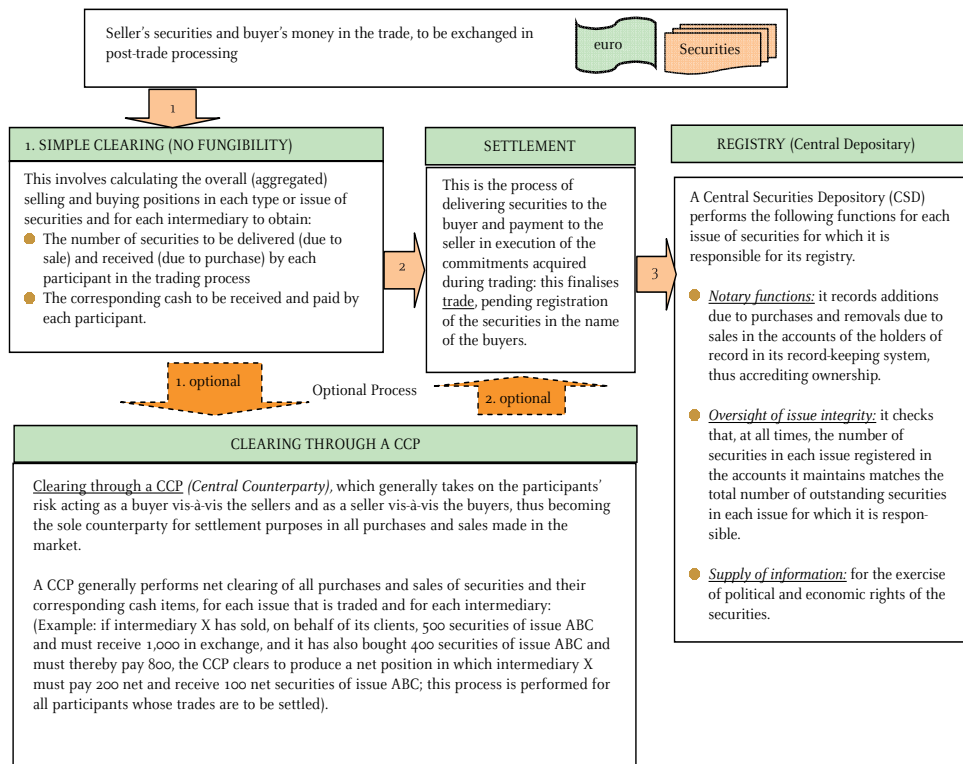 Seller's securities and buyer's money in the trade, to be exchanged in
post-trade processing
euro
Securities
1
1. SIMPLE CLEARING (NO FUNGIBILITY)
This involves calculating the overall (aggregated)
selling and buying positions in each type or issue of
securities and for each intermediary to obtain:
The number of securities to be delivered (due to
sale) and received (due to purchase) by each
participant in the trading process
The corresponding cash to be received and paid by
each participant.
2
SETTLEMENT
This is the process of
delivering securities to the
buyer and payment to the
seller in execution of the
commitments acquired
during trading: this finalises
trade, pending registration
of the securities in the name
of the buyers.
3
REGISTRY (Central Depositary)
A Central Securities Depository (CSD)
performs the following functions for each
issue of securities for which it is
responsible for its registry.
Notary functions: it records additions
due to purchases and removals due to
sales in the accounts of the holders
of record in its record-keeping system,
thus accrediting ownership.
Oversight of issue integrity: it checks
that, at all times, the number of
securities in each issue registered in
the accounts it maintains matches the
total number of outstanding securities
in each issue for which it is respon-
sible.
Supply of information: for the exercise
of political and economic rights of the
securities.
1. optional
Optional Process
2. optional
CLEARING THROUGH A CCP
Clearing through a CCP (Central Counterparty), which generally takes on the participants'
risk acting as a buyer vis-à-vis the sellers and as a seller vis-à-vis the buyers, thus becoming
the sole counterparty for settlement purposes in all purchases and sales made in the
market.
A CCP generally performs net clearing of all purchases and sales of securities and their
corresponding cash items, for each issue that is traded and for each intermediary:
(Example: if intermediary X has sold, on behalf of its clients, 500 securities of issue ABC
and must receive 1,000 in exchange, and it has also bought 400 securities of issue ABC and
must thereby pay 800, the CCP clears to produce a net position in which intermediary X
must pay 200 net and receive 100 net securities of issue ABC; this process is performed for
all participants whose trades are to be settled).